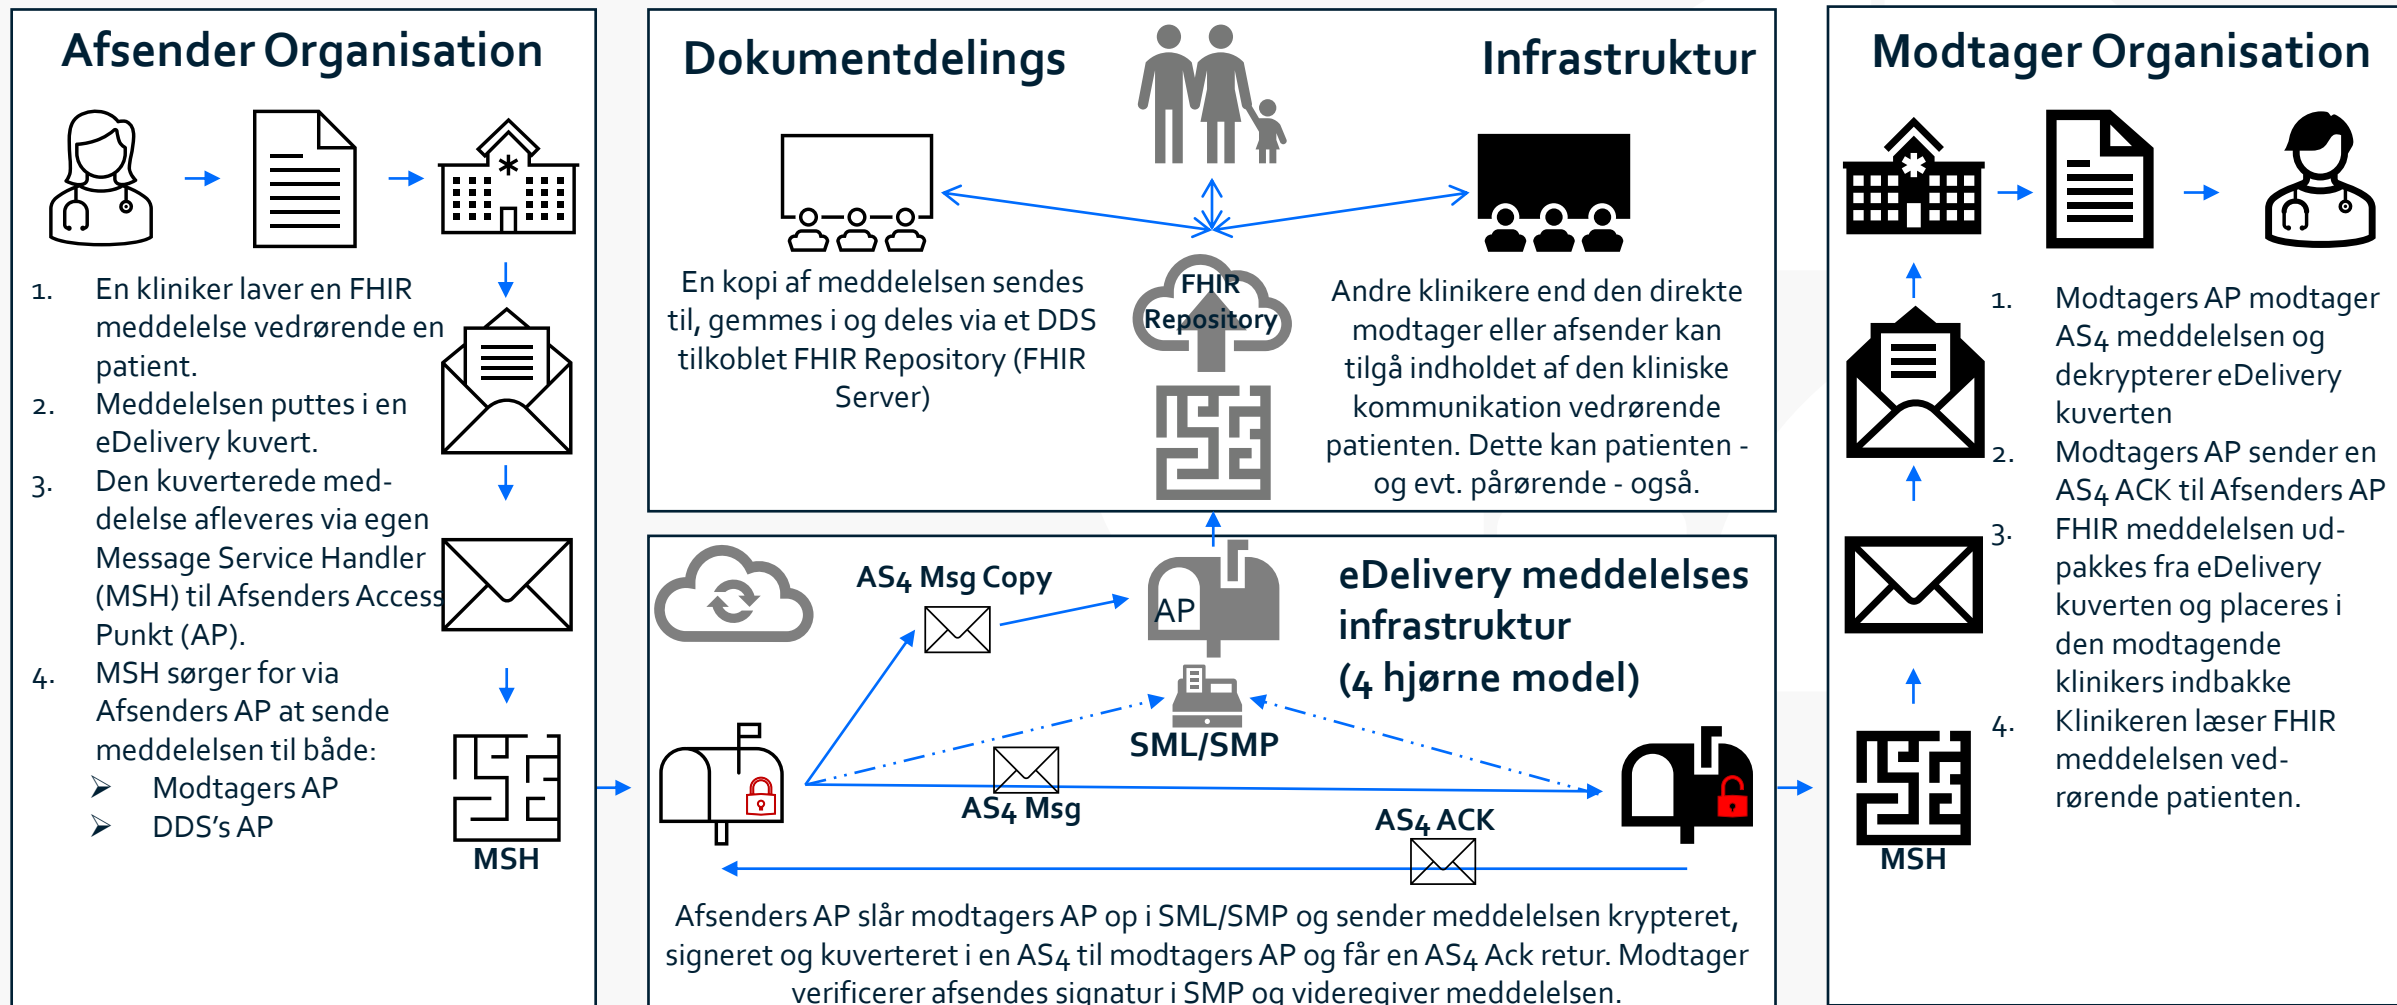 Afsender Organisation
1. En kliniker laver en FHIR
meddelelse vedrørende en
patient.
2. Meddelelsen puttes i en
eDelivery kuvert.
3. Den kuverterede med-
delelse afleveres via egen
Message Service Handler
(MSH) til Afsenders Access
Punkt (AP).
4. MSH sørger for via
Afsenders AP at sende
meddelelsen til både:
➢ Modtagers AP
➢ DDS's AP
MSH
Dokumentdelings Infrastruktur
En kopi af meddelelsen sendes
til, gemmes i og deles via et DDS
tilkoblet FHIR Repository (FHIR
Server)
FHIR
Repository
Andre klinikere end den direkte
modtager eller afsender kan
tilgå indholdet af den kliniske
kommunikation vedrørende
patienten. Dette kan patienten -
og evt. pårørende - også.
eDelivery meddelelses
infrastruktur
(4 hjørne model)
AS4 Msg Copy
AP
SML/SMP
AS4 Msg
AS4 ACK
Afsenders AP slår modtagers AP op i SML/SMP og sender meddelelsen krypteret,
signeret og kuverteret i en AS4 til modtagers AP og får en AS4 Ack retur. Modtager
verificerer afsendes signatur i SMP og videregiver meddelelsen.
Modtager Organisation
1. Modtagers AP modtager
AS4 meddelelsen og
dekrypterer eDelivery
kuverten
2. Modtagers AP sender en
AS4 ACK til Afsenders AP
3. FHIR meddelelsen ud-
pakkes fra eDelivery
kuverten og placeres i
den modtagende
klinikers indbakke
4. Klinikeren læser FHIR
meddelelsen ved-
rørende patienten.
MSH